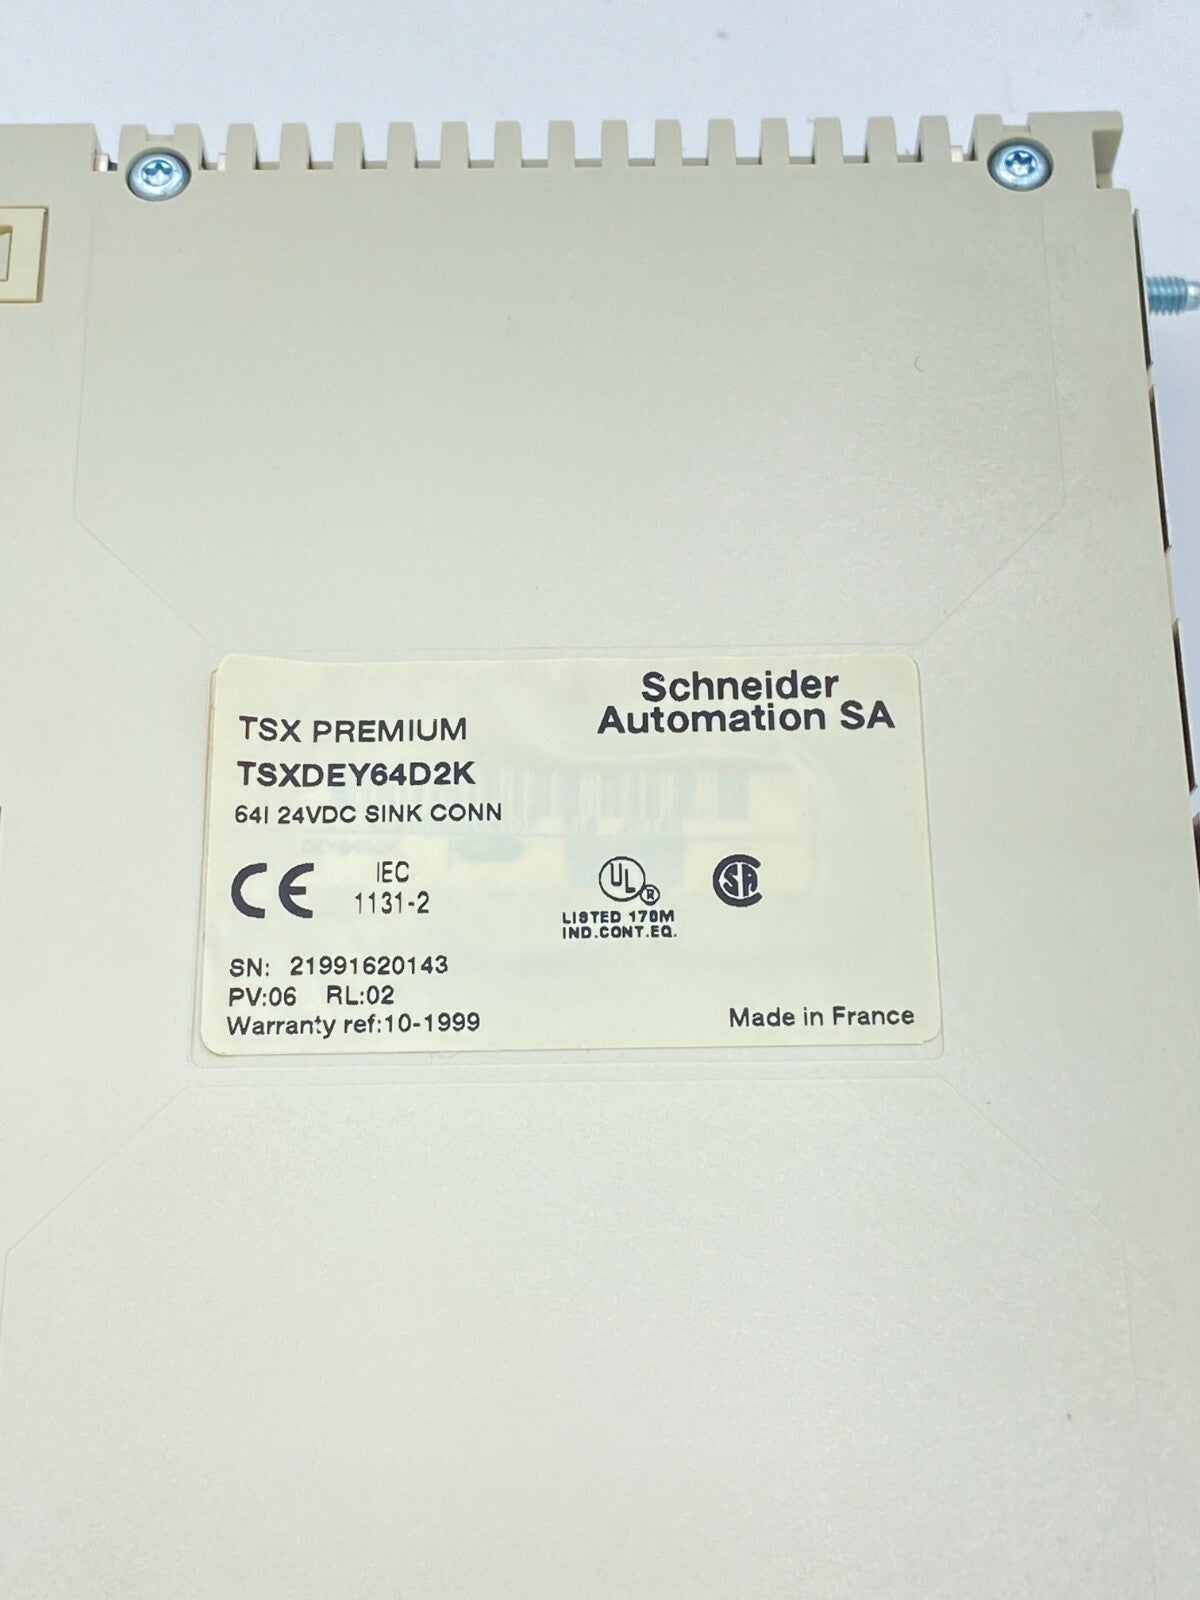 Schneider
Automation SA
TSX PREMIUM
TSXDEY64D2K
64I 24VDC SINK CONN
CE
IEC
1131-2
UL
®
LISTED 170M
IND.CONT.EQ.
SA
SN: 21991620143
PV:06 RL:02
Warranty ref:10-1999
Made in France